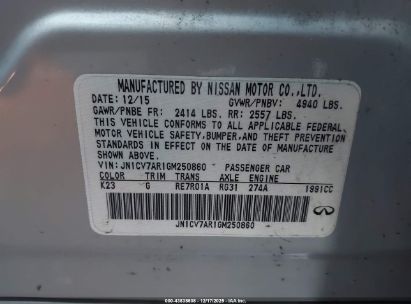 MANUFACTURED BY NISSAN MOTOR CO.,LTD.
DATE: 12/15 GVWR/PNBV: 4940 LBS.
GAWR/PNBE FR: 2414 LBS. RR: 2557 LBS.
THIS VEHICLE CONFORMS TO ALL APPLICABLE FEDERAL
MOTOR VEHICLE SAFETY, BUMPER, AND THEFT PREVENTION
STANDARDS IN EFFECT ON THE DATE OF MANUFACTURE
SHOWN ABOVE.
VIN: JN1CV7AR1GM250860 PASSENGER CAR
COLOR TRIM TRANS AXLE ENGINE
K23 G RE7R01A RG31 274A 1991CC
JN1CV7AR1GM250860
INFINITI